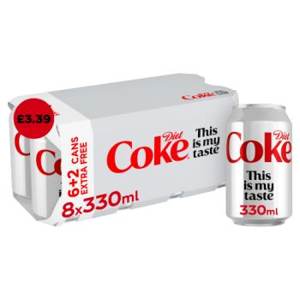 £3.39
6+2 CANS
EXTRA FREE
8x330ml
Diet
Coke
This
is my
taste
Diet
Coke
This
is my
taste
330ml